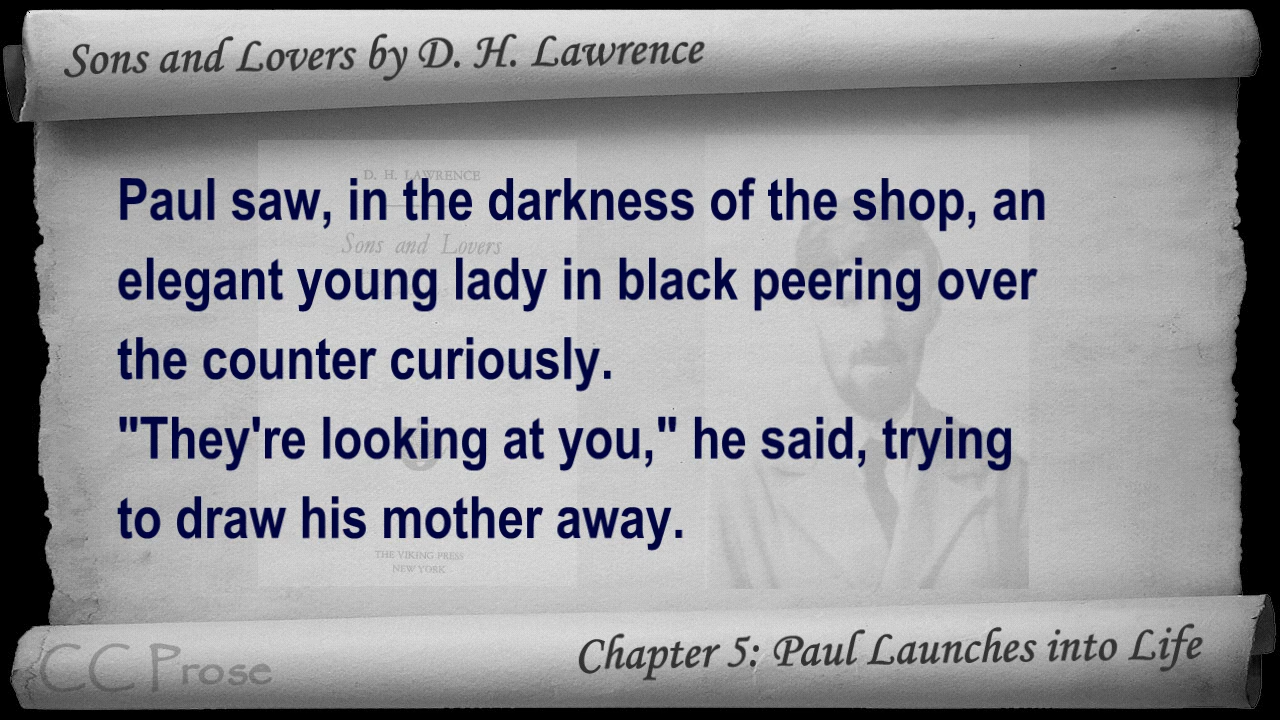 Sons and Lovers by D. H. Lawrence
D. H. LAWRENCE
Sons and Lovers
Paul saw, in the darkness of the shop, an
elegant young lady in black peering over
the counter curiously.
"They're looking at you," he said, trying
to draw his mother away.
THE VIKING PRESS
NEW YORK
CC Prose
Chapter 5: Paul Launches into Life